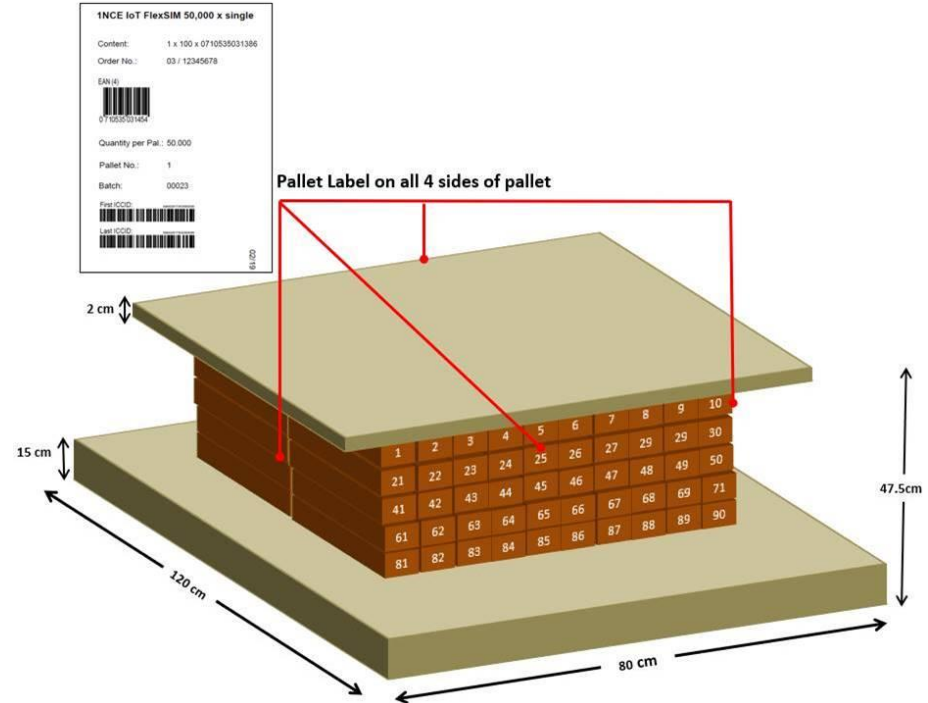 1NCE IoT FlexSIM 50,000 x single
Content: 1 x 100 x 0710535031386
Order No.: 03 / 12345678
EAN (4)
0 710535 031454
Quantity per Pal.: 50.000
Pallet No.: 1
Batch: 00023
First ICCID:
Last ICCID:
02/19
Pallet Label on all 4 sides of pallet
2 cm
15 cm
120 cm
80 cm
47.5cm
1 2 3 4 5 6 7 8 9 10
21 22 23 24 25 26 27 29 29 30
41 42 43 44 45 46 47 48 49 50
61 62 63 64 65 66 67 68 69 71
81 82 83 84 85 86 87 88 89 90